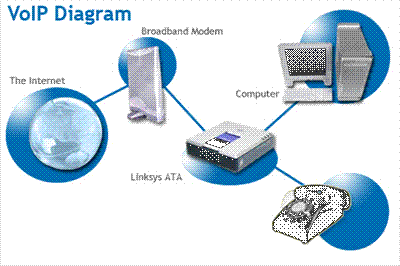 VoIP Diagram
Broadband Modem
The Internet
Computer
Linksys ATA